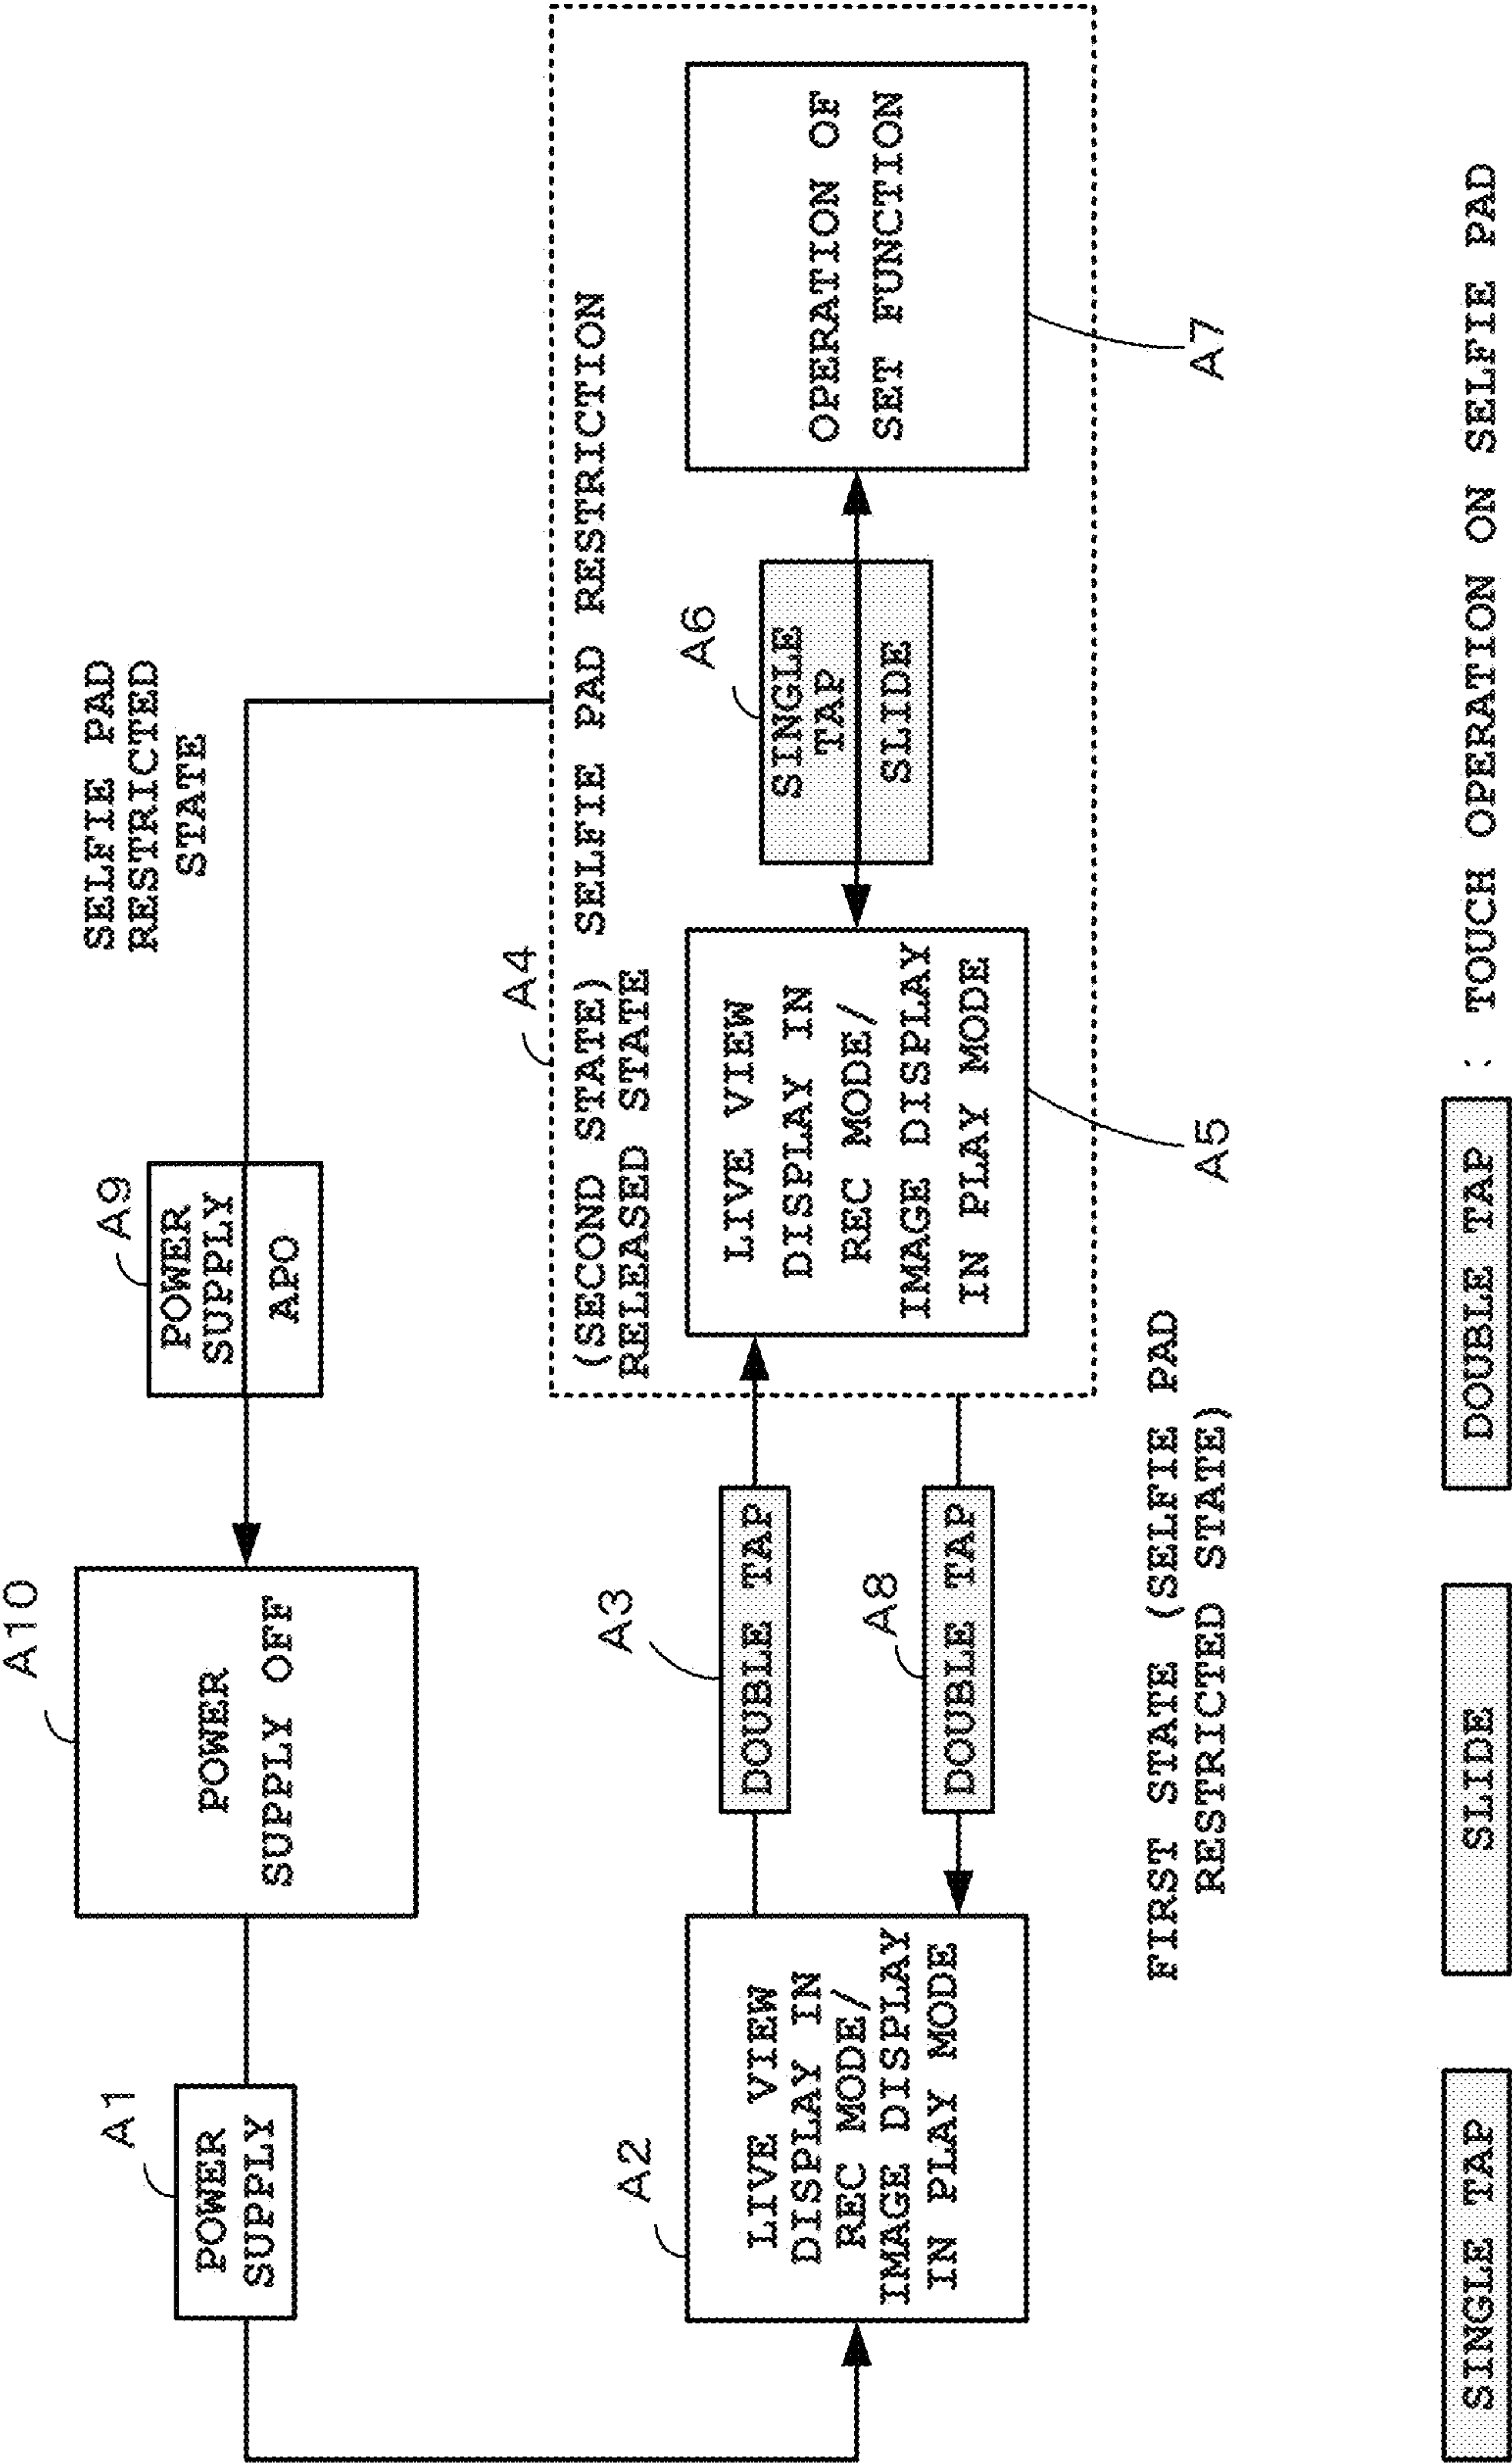 A1
POWER
SUPPLY
A10
POWER
SUPPLY OFF
A9
POWER
SUPPLY
APO
SELFIE PAD
RESTRICTED
STATE
A2
LIVE VIEW
DISPLAY IN
REC MODE/
IMAGE DISPLAY
IN PLAY MODE
A3
DOUBLE TAP
A8
DOUBLE TAP
FIRST STATE (SELFIE PAD
RESTRICTED STATE)
A4
(SECOND STATE) SELFIE PAD RESTRICTION
RELEASED STATE
LIVE VIEW
DISPLAY IN
REC MODE/
IMAGE DISPLAY
IN PLAY MODE
A5
A6
SINGLE
TAP
SLIDE
OPERATION OF
SET FUNCTION
A7
SINGLE TAP
SLIDE
DOUBLE TAP
: TOUCH OPERATION ON SELFIE PAD